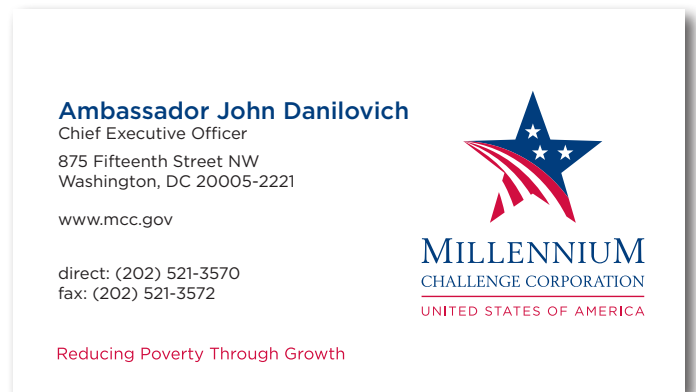 Ambassador John Danilovich
Chief Executive Officer
875 Fifteenth Street NW
Washington, DC 20005-2221
www.mcc.gov
direct: (202) 521-3570
fax: (202) 521-3572
Reducing Poverty Through Growth
MILLENNIUM
CHALLENGE CORPORATION
UNITED STATES OF AMERICA